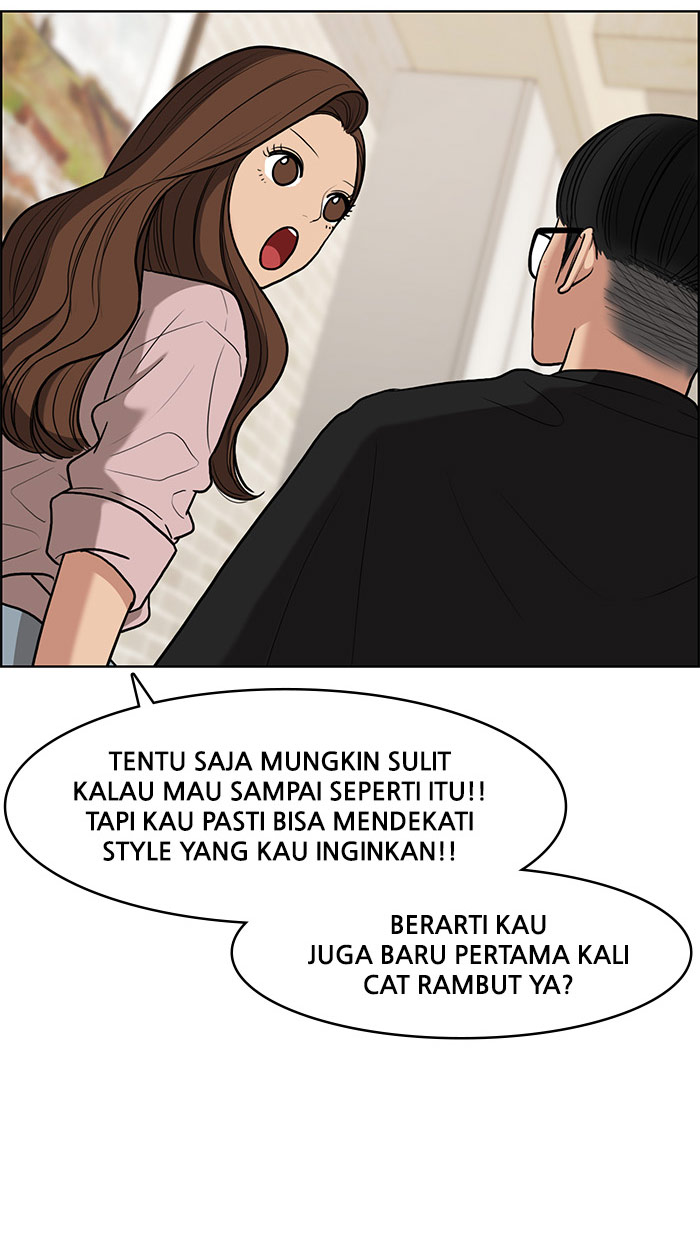 TENTU SAJA MUNGKIN SULIT
KALAU MAU SAMPAI SEPERTI ITU!!
TAPI KAU PASTI BISA MENDEKATI
STYLE YANG KAU INGINKAN!!
BERARTI KAU
JUGA BARU PERTAMA KALI
CAT RAMBUT YA?